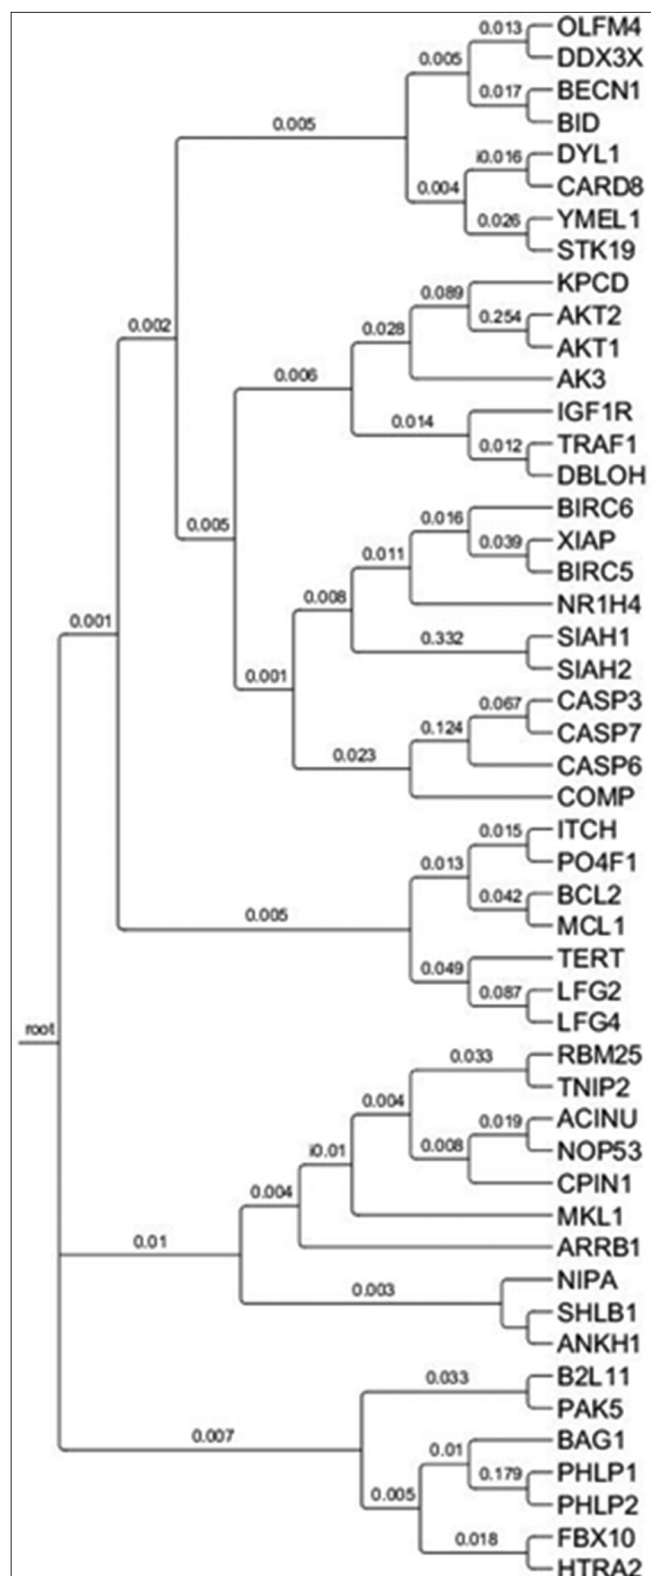 0.013 OLFM4
0.005 DDX3X
0.017 BECN1
0.005 BID
i0.016 DYL1
0.004 CARD8
0.026 YMEL1
STK19
0.089 KPCD
0.254 AKT2
0.002 0.028 AKT1
0.006 AK3
0.014 IGF1R
0.012 TRAF1
DBLOH
0.016 BIRC6
0.005 0.039 XIAP
0.011 BIRC5
0.008 NR1H4
0.001 0.332 SIAH1
0.001 SIAH2
0.067 CASP3
0.124 CASP7
0.023 CASP6
COMP
0.015 ITCH
0.013 PO4F1
0.042 BCL2
0.005 MCL1
0.049 TERT
0.087 LFG2
LFG4
root
0.033 RBM25
0.004 TNIP2
0.019 ACINU
0.008 NOP53
i0.01 CPIN1
0.004 MKL1
0.01 ARRB1
0.003 NIPA
SHLB1
ANKH1
0.033 B2L11
PAK5
0.007 0.01 BAG1
0.179 PHLP1
0.005 PHLP2
0.018 FBX10
HTRA2